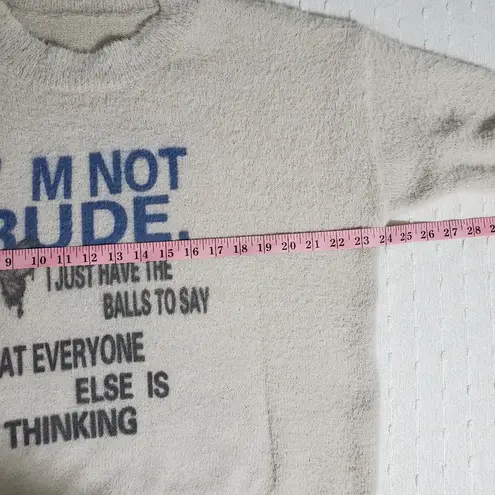 'M NOT
RUDE.
9 10 11 12 13 14 15 16 17 18 19 20 21 22 23 24 25 26 27 28
I JUST HAVE THE
BALLS TO SAY
AT EVERYONE
ELSE IS
THINKING